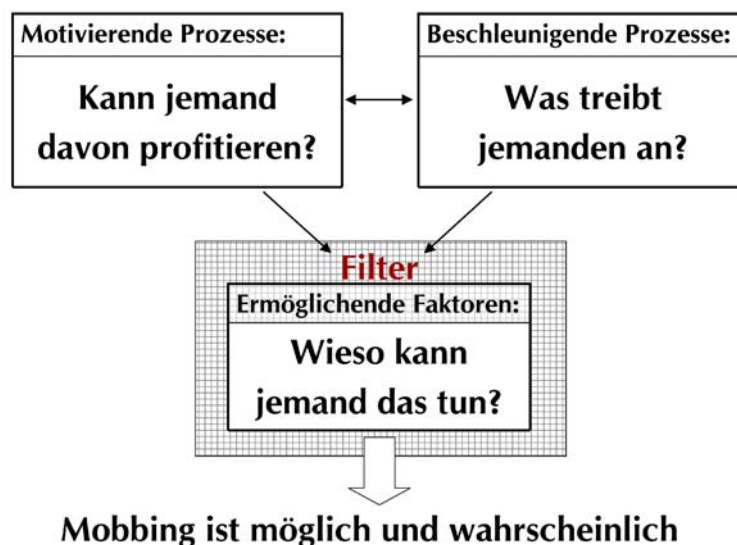 Motivierende Prozesse:
Kann jemand
davon profitieren?
Beschleunigende Prozesse:
Was treibt
jemanden an?
Filter
Ermöglichende Faktoren:
Wieso kann
jemand das tun?
Mobbing ist möglich und wahrscheinlich